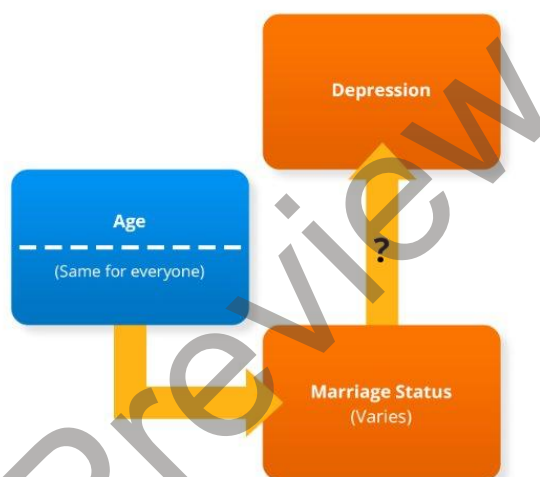 Depression
Age
(Same for everyone)
?
Marriage Status
(Varies)
Preview